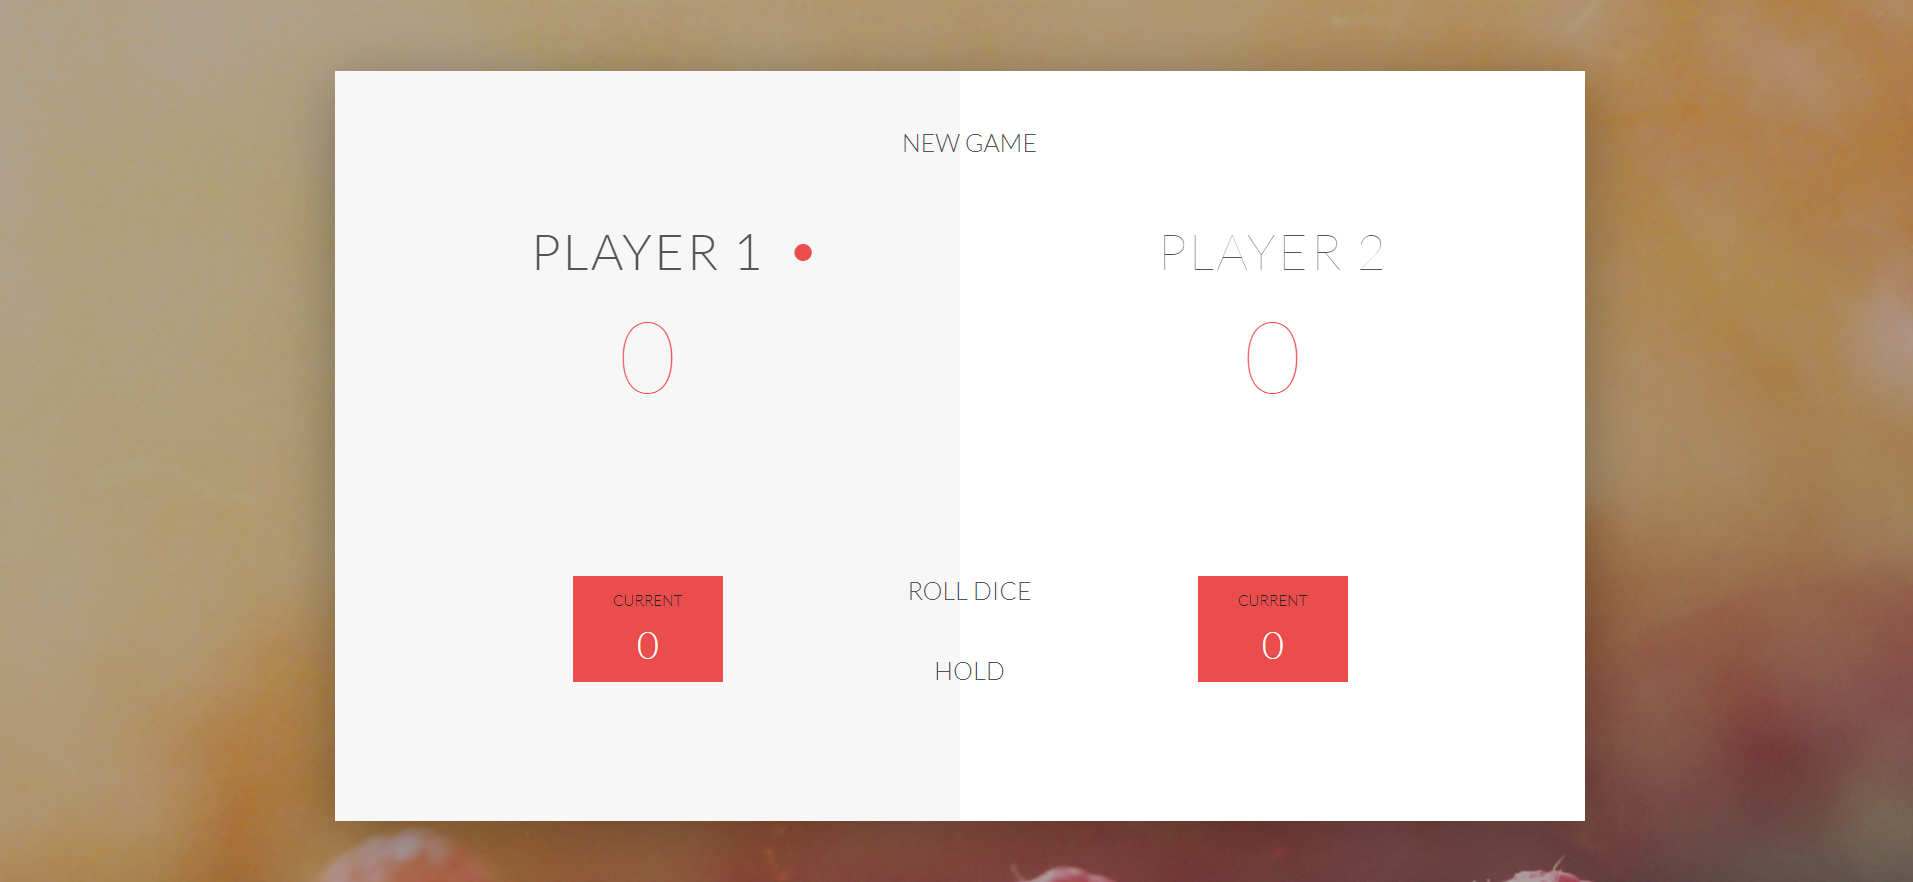 NEW GAME
PLAYER 1
PLAYER 2
0
0
CURRENT
0
ROLL DICE
HOLD
CURRENT
0